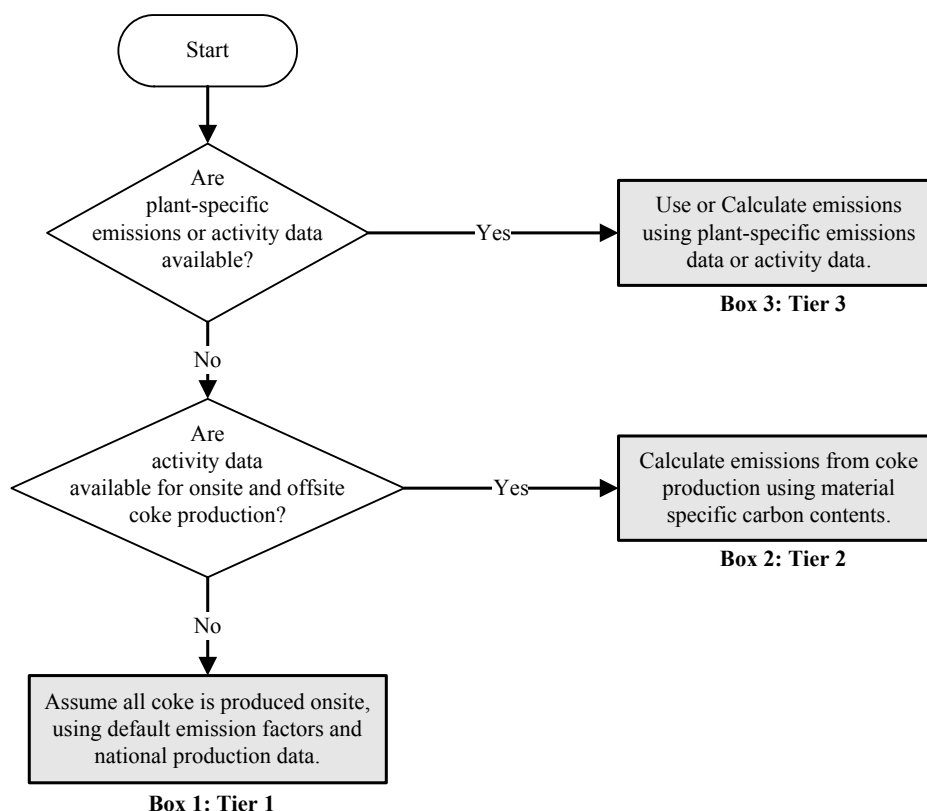 Start
Are
plant-specific
emissions or activity data
available?
Yes
Use or Calculate emissions
using plant-specific emissions
data or activity data.
Box 3: Tier 3
No
Are
activity data
available for onsite and offsite
coke production?
Yes
Calculate emissions from coke
production using material
specific carbon contents.
Box 2: Tier 2
No
Assume all coke is produced onsite,
using default emission factors and
national production data.
Box 1: Tier 1